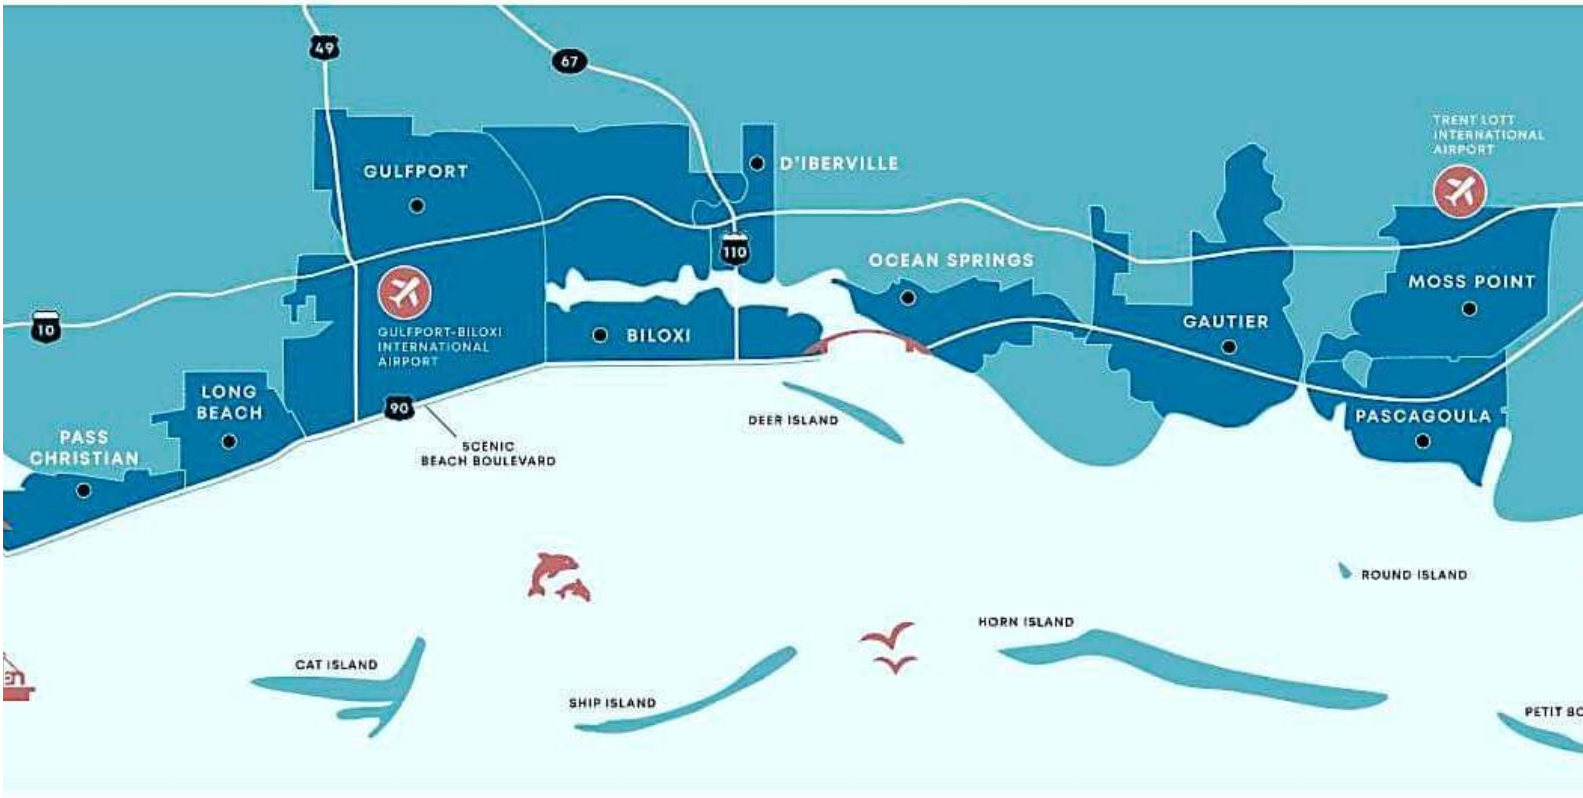 49
67
TRENT LOTT
INTERNATIONAL
AIRPORT
GULFPORT
D'IBERVILLE
110
OCEAN SPRINGS
MOSS POINT
10
GULFPORT-BILOXI
INTERNATIONAL
AIRPORT
BILOXI
GAUTIER
LONG
BEACH
90
DEER ISLAND
PASCAGOULA
PASS
CHRISTIAN
SCENIC
BEACH BOULEVARD
ROUND ISLAND
HORN ISLAND
CAT ISLAND
SHIP ISLAND
PETIT BO